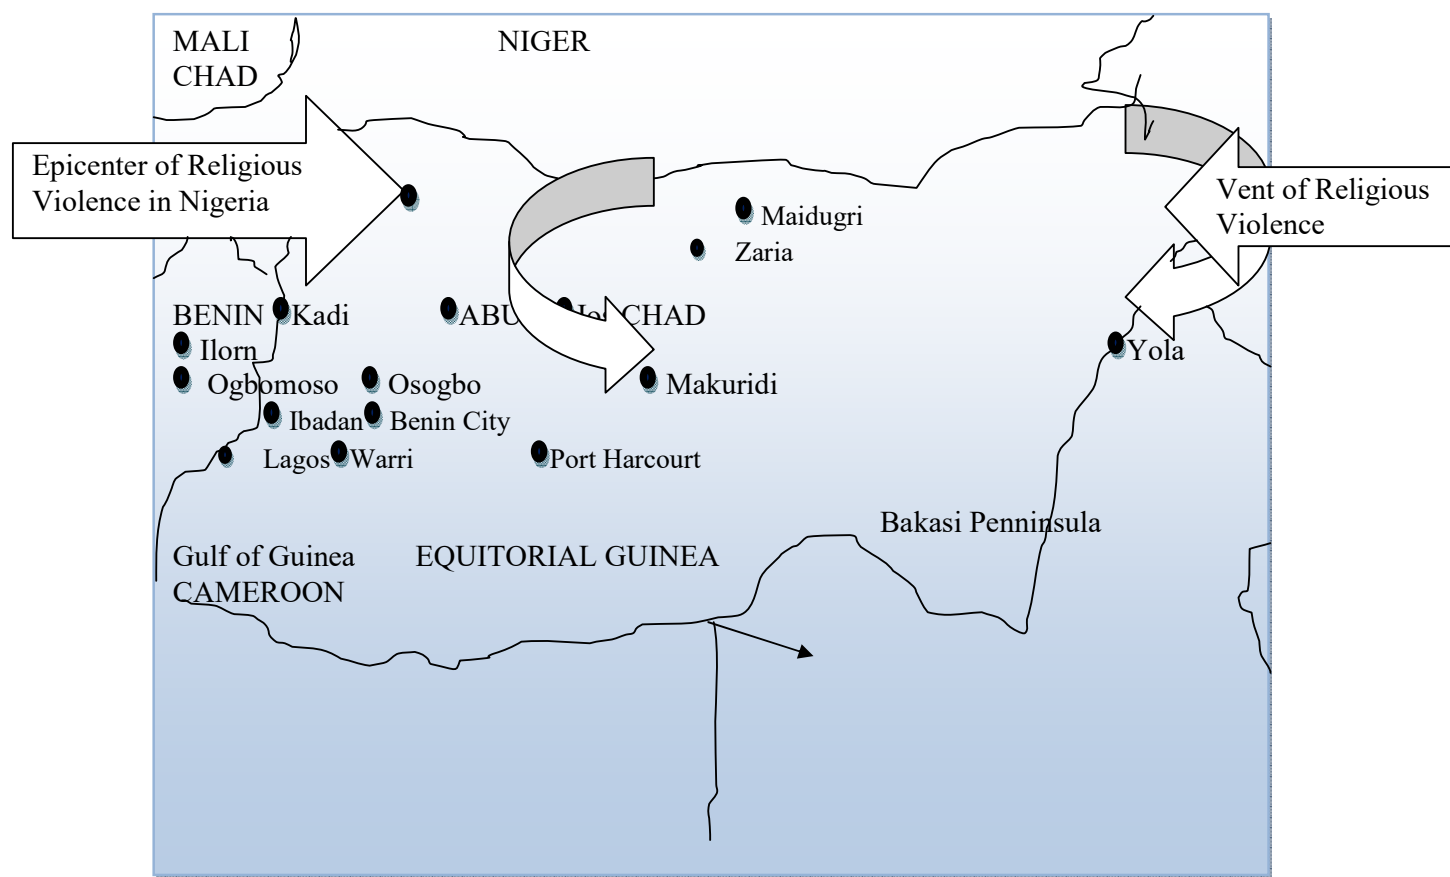 MALI NIGER
CHAD
Epicenter of Religious
Violence in Nigeria
Vent of Religious
Violence
Maidugri
Zaria
BENIN Kadi ABU CHAD
Ilorn
Yola
Ogbomoso Osogbo Makuridi
Ibadan Benin City
Lagos Warri Port Harcourt
Bakasi Penninsula
Gulf of Guinea EQUITORIAL GUINEA
CAMEROON